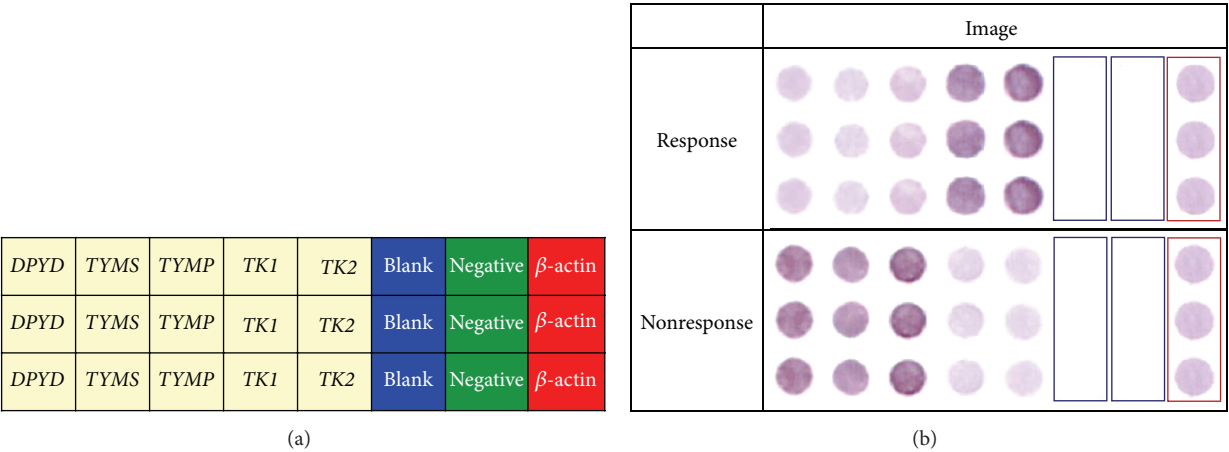 DPYD TYMS TYMP TK1 TK2 Blank Negative β-actin
DPYD TYMS TYMP TK1 TK2 Blank Negative β-actin
DPYD TYMS TYMP TK1 TK2 Blank Negative β-actin
(a)
Image
Response
Nonresponse
(b)